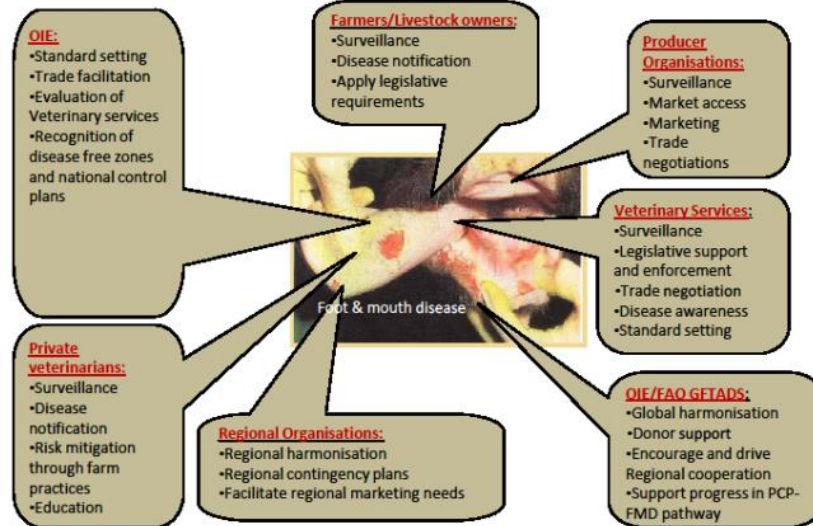 OIE:
•Standard setting
•Trade facilitation
•Evaluation of
Veterinary services
•Recognition of
disease free zones
and national control
plans
Farmers/Livestock owners:
•Surveillance
•Disease notification
•Apply legislative
requirements
Producer
Organisations:
•Surveillance
•Market access
•Marketing
•Trade
negotiations
Veterinary Services:
•Surveillance
•Legislative support
and enforcement
•Trade negotiation
•Disease awareness
•Standard setting
Foot & mouth disease
Private
veterinarians:
•Surveillance
•Disease
notification
•Risk mitigation
through farm
practices
•Education
Regional Organisations:
•Regional harmonisation
•Regional contingency plans
•Facilitate regional marketing needs
OIE/FAO GFTADS:
•Global harmonisation
•Donor support
•Encourage and drive
Regional cooperation
•Support progress in PCP-
FMD pathway